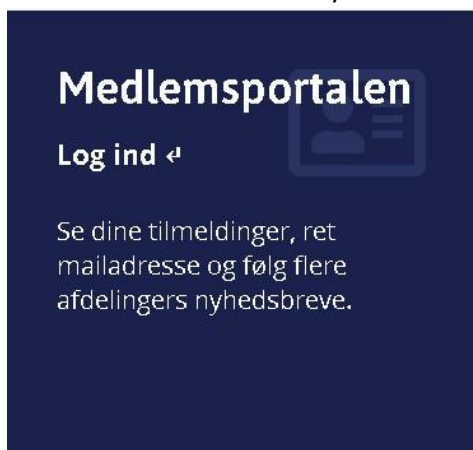 Medlemsportalen
Log ind ↵
Se dine tilmeldinger, ret
mailadresse og følg flere
afdelingers nyhedsbreve.